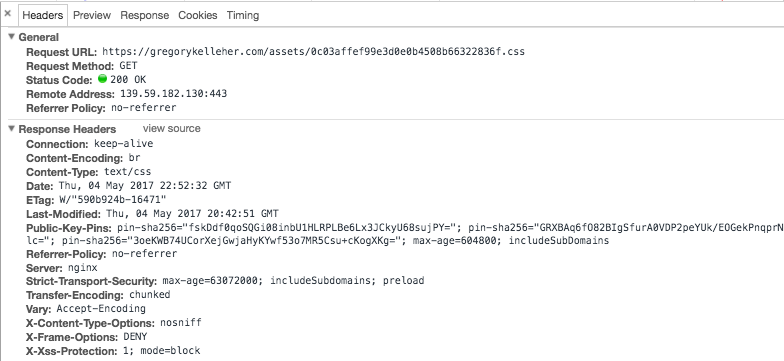 × Headers Preview Response Cookies Timing
▼ General
Request URL: https://gregorykelleher.com/assets/0c03affef99e3d0e0b4508b66322836f.css
Request Method: GET
Status Code: 200 OK
Remote Address: 139.59.182.130:443
Referrer Policy: no-referrer
▼ Response Headers view source
Connection: keep-alive
Content-Encoding: br
Content-Type: text/css
Date: Thu, 04 May 2017 22:52:32 GMT
ETag: W/"590b924b-16471"
Last-Modified: Thu, 04 May 2017 20:42:51 GMT
Public-Key-Pins: pin-sha256="fskDdf0qoSQGi08inbU1HLRPLBe6Lx3JCkyU68sujPY="; pin-sha256="GRXBAq6fO82BIgSfurA0VDP2peYUk/EOGekPnqprN
lc="; pin-sha256="3oeKWB74UCorXejGwjaHyKYwf53o7MR5Csu+cKogXKg="; max-age=604800; includeSubDomains
Referrer-Policy: no-referrer
Server: nginx
Strict-Transport-Security: max-age=63072000; includeSubdomains; preload
Transfer-Encoding: chunked
Vary: Accept-Encoding
X-Content-Type-Options: nosniff
X-Frame-Options: DENY
X-Xss-Protection: 1; mode=block